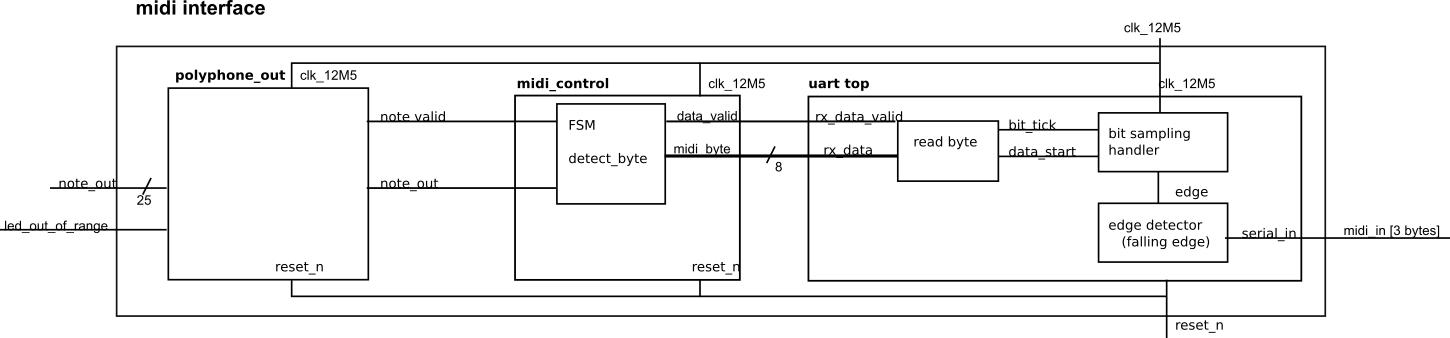 midi interface
clk_12M5
polyphone_out
clk_12M5
midi_control
clk_12M5
uart top
clk_12M5
note valid
FSM
data_valid
rx_data_valid
bit_tick
bit sampling
handler
detect_byte
midi_byte
8
rx_data
read byte
data_start
note_out
25
note_out
edge
led_out_of_range
edge detector
(falling edge)
serial_in
midi_in [3 bytes]
reset_n
reset_n
reset_n